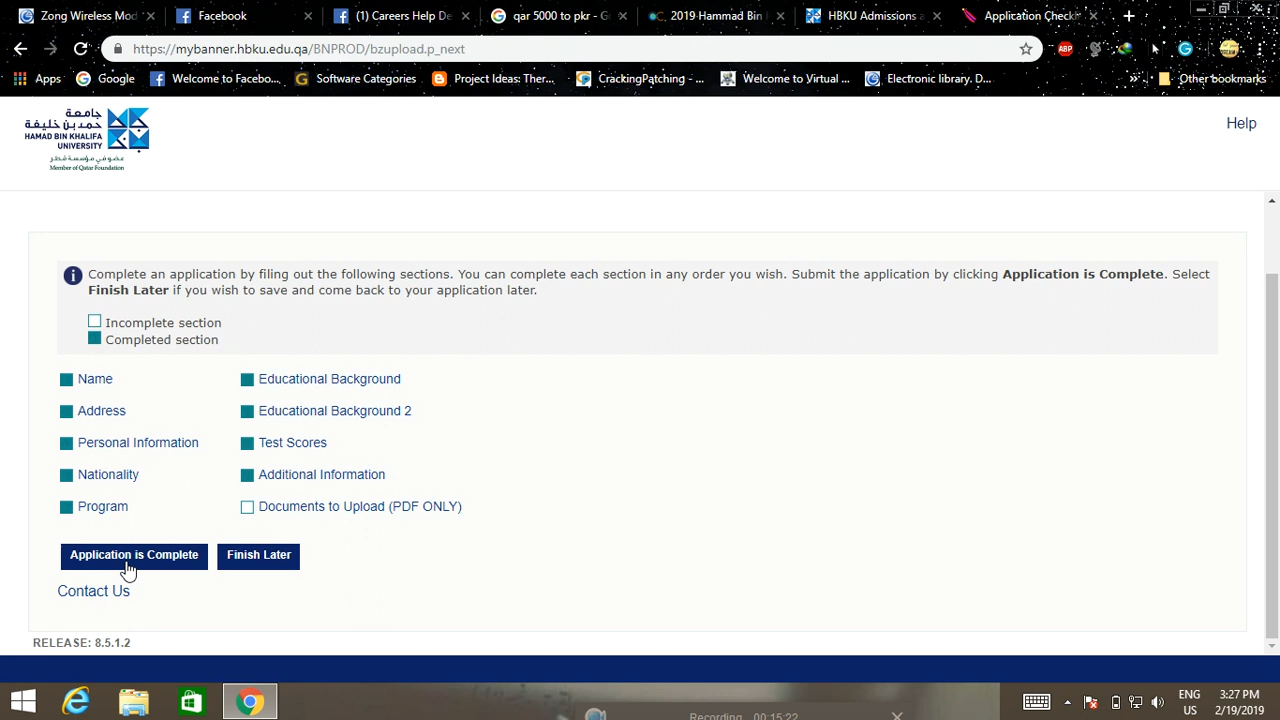 Zong Wireless Mod
Facebook
(1) Careers Help De
qar 5000 to pkr - G
2019 Hammad Bin
HBKU Admissions a
Application Checkli
https://mybanner.hbku.edu.qa/BNPROD/bzupload.p_next
ABP
Apps
Google
Welcome to Facebo...
Software Categories
Project Ideas: Ther...
CrackingPatching - ...
Welcome to Virtual ...
Electronic library. D...
Other bookmarks
جامعة
حمد بن خليفة
HAMAD BIN KHALIFA
UNIVERSITY
عضو في مؤسسة قطر
Member of Qatar Foundation
Help
Complete an application by filing out the following sections. You can complete each section in any order you wish. Submit the application by clicking Application is Complete. Select
Finish Later if you wish to save and come back to your application later.
Incomplete section
Completed section
Name
Educational Background
Address
Educational Background 2
Personal Information
Test Scores
Nationality
Additional Information
Program
Documents to Upload (PDF ONLY)
Application is Complete
Finish Later
Contact Us
RELEASE: 8.5.1.2
ENG
US
3:27 PM
2/19/2019
Recording 00:15:22